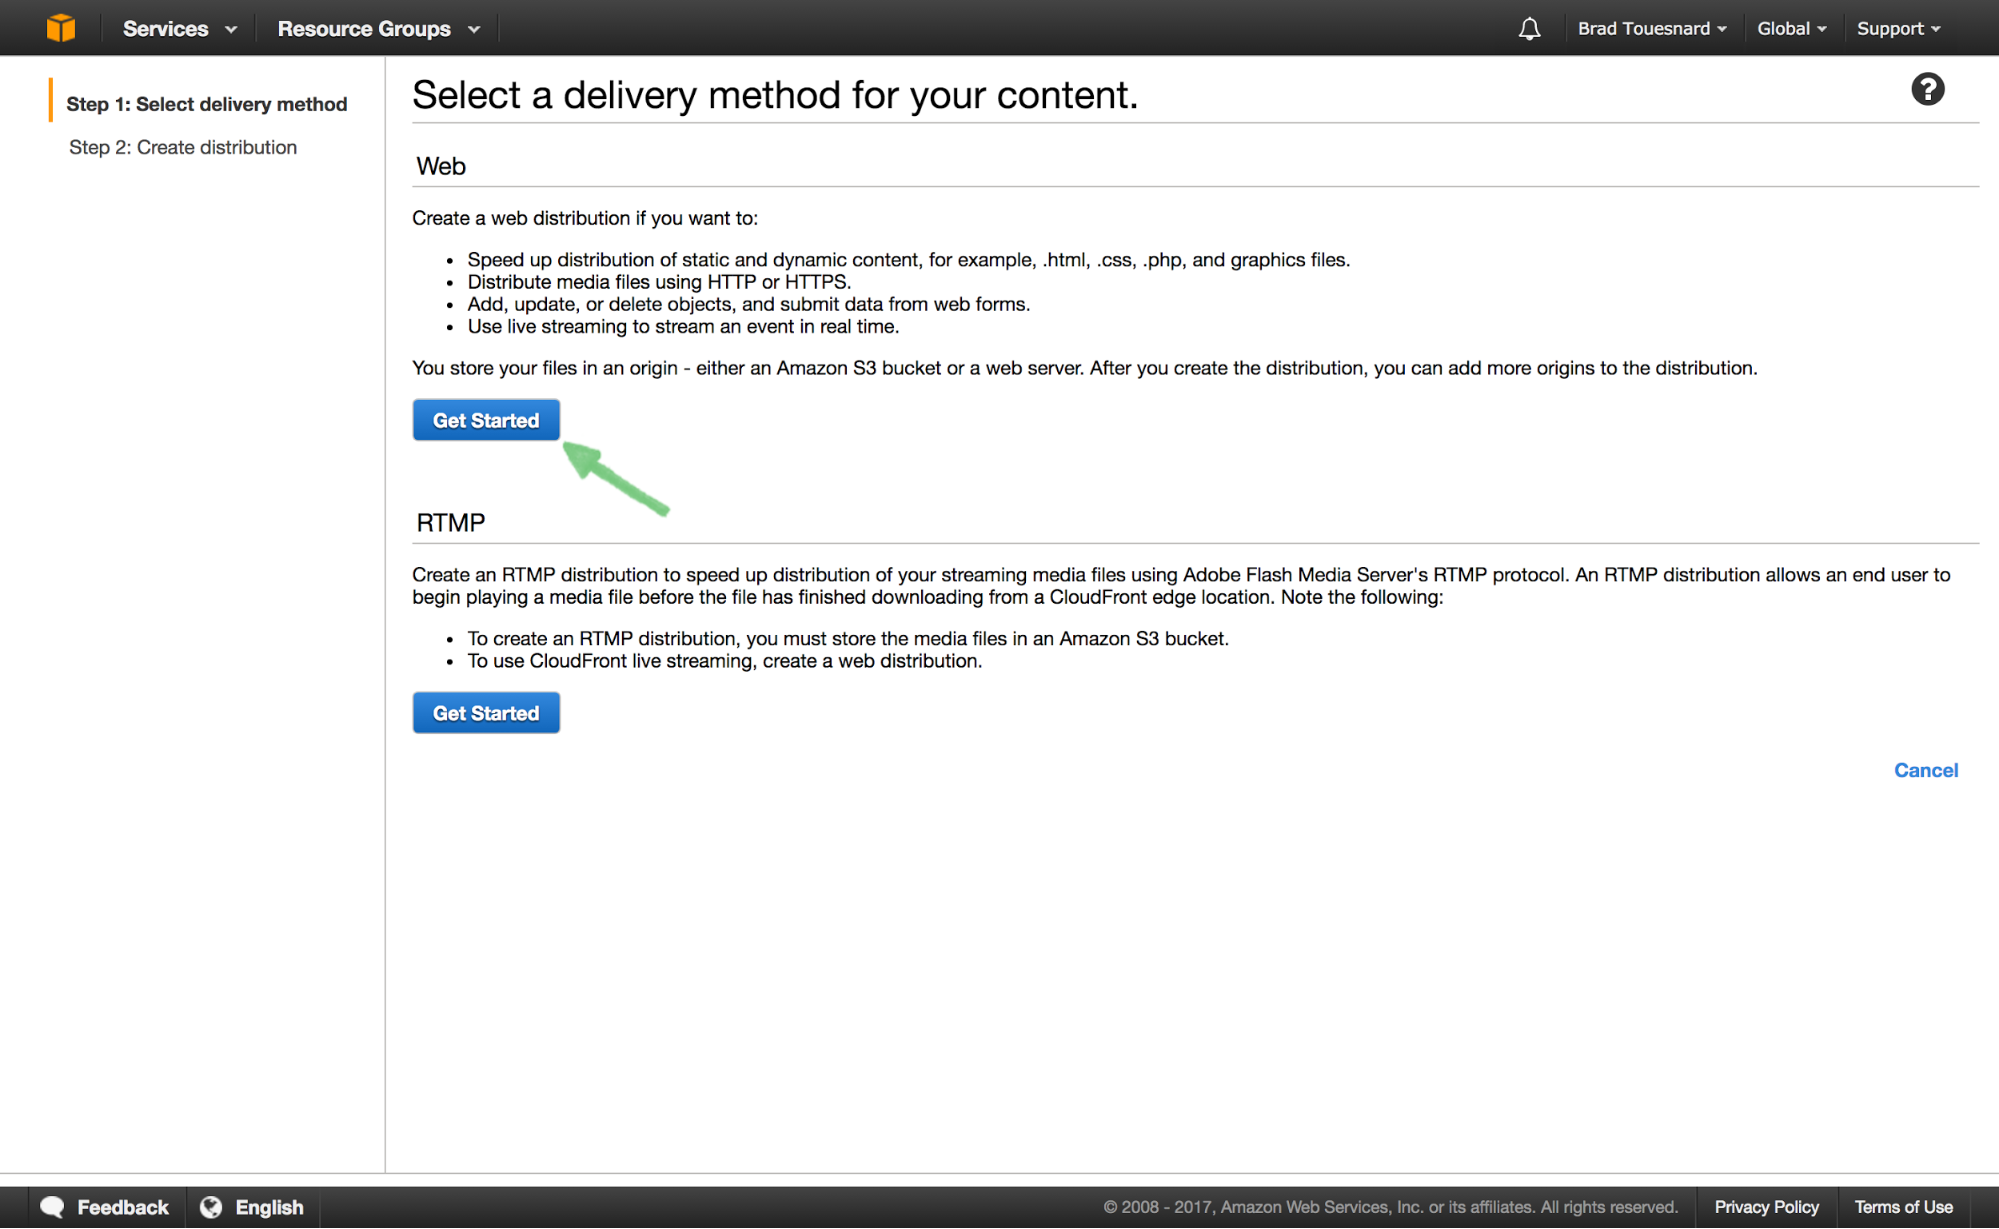 Services
Resource Groups
Brad Touesnard
Global
Support
Step 1: Select delivery method
Step 2: Create distribution
Select a delivery method for your content.
?
Web
Create a web distribution if you want to:
• Speed up distribution of static and dynamic content, for example, .html, .css, .php, and graphics files.
• Distribute media files using HTTP or HTTPS.
• Add, update, or delete objects, and submit data from web forms.
• Use live streaming to stream an event in real time.
You store your files in an origin - either an Amazon S3 bucket or a web server. After you create the distribution, you can add more origins to the distribution.
Get Started
RTMP
Create an RTMP distribution to speed up distribution of your streaming media files using Adobe Flash Media Server's RTMP protocol. An RTMP distribution allows an end user to
begin playing a media file before the file has finished downloading from a CloudFront edge location. Note the following:
• To create an RTMP distribution, you must store the media files in an Amazon S3 bucket.
• To use CloudFront live streaming, create a web distribution.
Get Started
Cancel
Feedback
English
© 2008 - 2017, Amazon Web Services, Inc. or its affiliates. All rights reserved.
Privacy Policy
Terms of Use